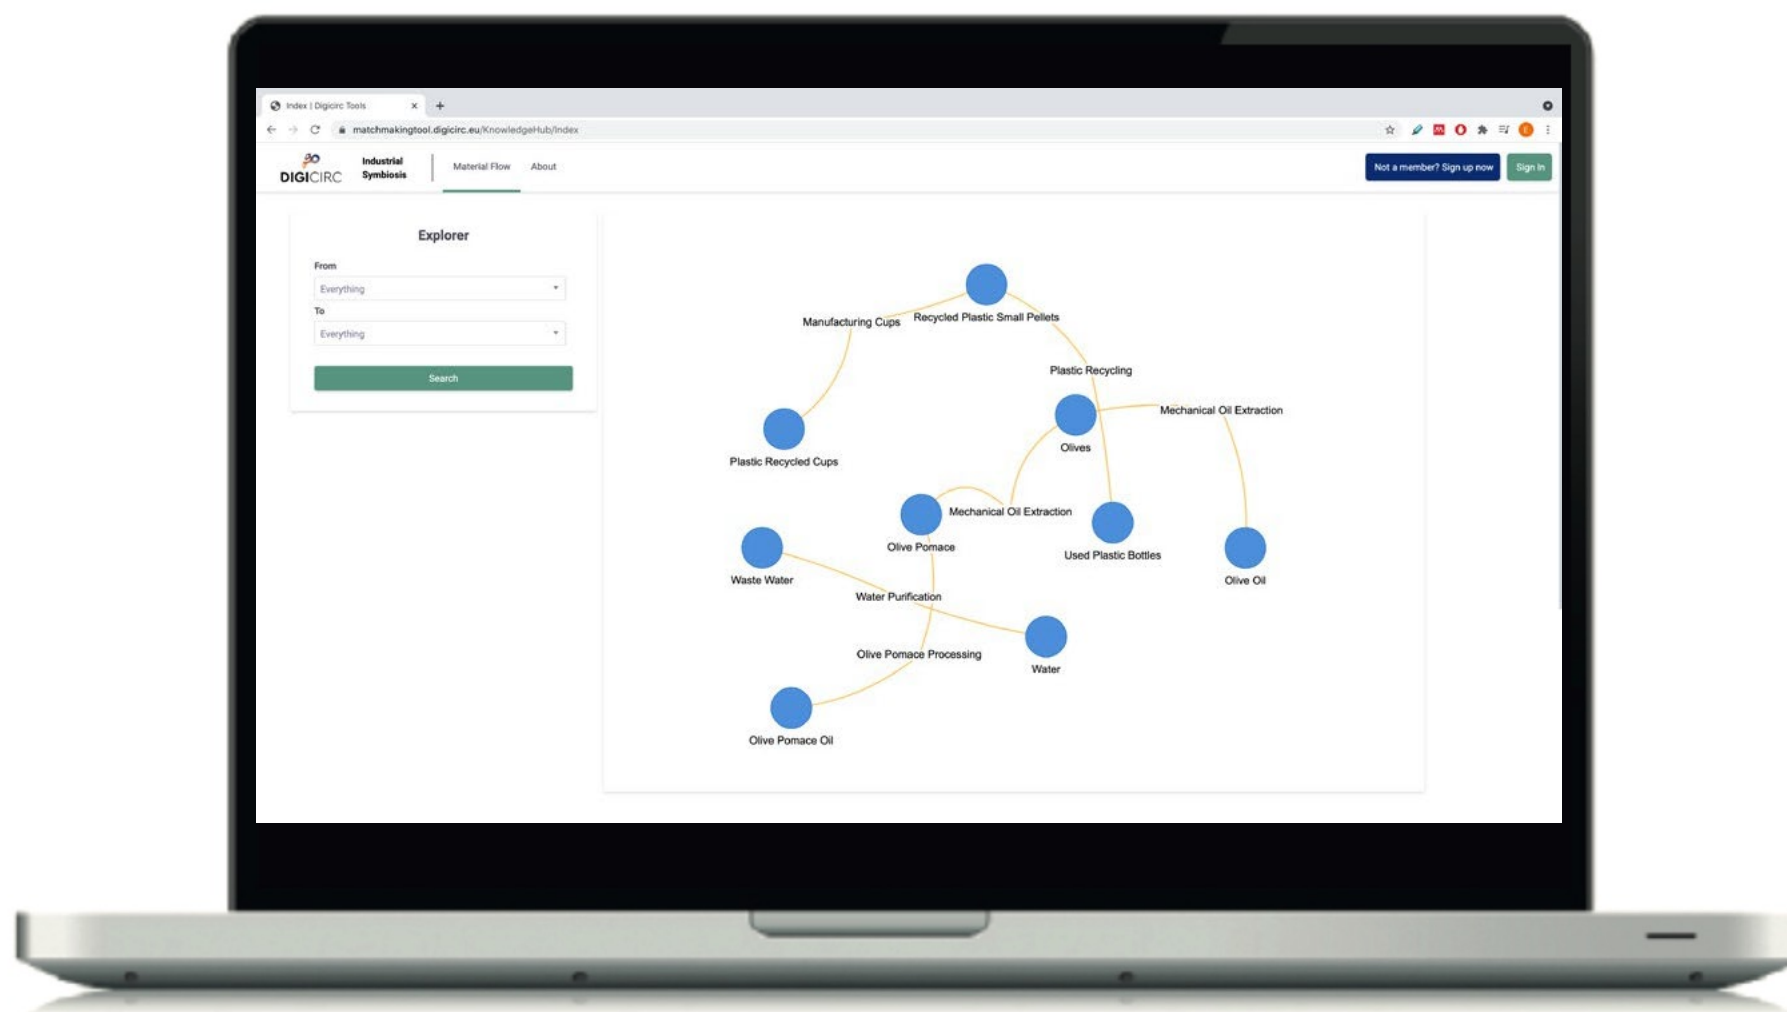 Index | Digicirc Tools
matchmakingtool.digicirc.eu/KnowledgeHub/Index
DIGICIRC
Industrial
Symbiosis
Material Flow
About
Not a member? Sign up now
Sign In
Explorer
From
Everything
To
Everything
Search
Recycled Plastic Small Pellets
Manufacturing Cups
Plastic Recycling
Mechanical Oil Extraction
Olives
Plastic Recycled Cups
Mechanical Oil Extraction
Olive Pomace
Used Plastic Bottles
Waste Water
Olive Oil
Water Purification
Olive Pomace Processing
Water
Olive Pomace Oil